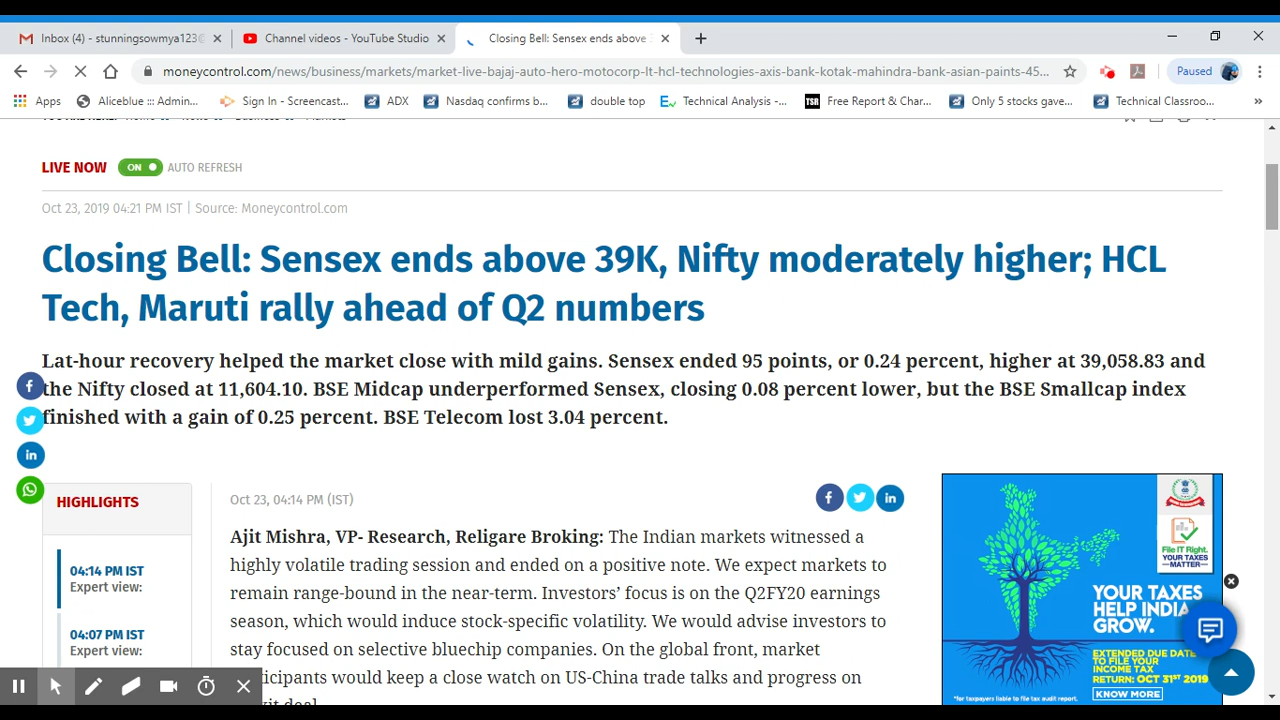 Inbox (4) - stunningsowmya123@
Channel videos - YouTube Studio
Closing Bell: Sensex ends above
moneycontrol.com/news/business/markets/market-live-bajaj-auto-hero-motocorp-lt-hcl-technologies-axis-bank-kotak-mahindra-bank-asian-paints-45...
Paused
Apps
Aliceblue ::: Admin...
Sign In - Screencast...
ADX
Nasdaq confirms b...
double top
Technical Analysis -...
TSR Free Report & Char...
Only 5 stocks gave...
Technical Classroo...
»
LIVE NOW ON AUTO REFRESH
Oct 23, 2019 04:21 PM IST | Source: Moneycontrol.com
Closing Bell: Sensex ends above 39K, Nifty moderately higher; HCL
Tech, Maruti rally ahead of Q2 numbers
Lat-hour recovery helped the market close with mild gains. Sensex ended 95 points, or 0.24 percent, higher at 39,058.83 and
the Nifty closed at 11,604.10. BSE Midcap underperformed Sensex, closing 0.08 percent lower, but the BSE Smallcap index
finished with a gain of 0.25 percent. BSE Telecom lost 3.04 percent.
HIGHLIGHTS
04:14 PM IST
Expert view:
04:07 PM IST
Expert view:
Oct 23, 04:14 PM (IST)
Ajit Mishra, VP- Research, Religare Broking: The Indian markets witnessed a
highly volatile trading session and ended on a positive note. We expect markets to
remain range-bound in the near-term. Investors’ focus is on the Q2FY20 earnings
season, which would induce stock-specific volatility. We would advise investors to
stay focused on selective bluechip companies. On the global front, market
participants would keep a close watch on US-China trade talks and progress on
deal
File IT Right.
YOUR TAXES
MATTER
YOUR TAXES
HELP INDIA
GROW.
EXTENDED DUE DATE
TO FILE YOUR
INCOME TAX
RETURN: OCT 31ST 2019
KNOW MORE
*for taxpayers liable to file tax audit report.